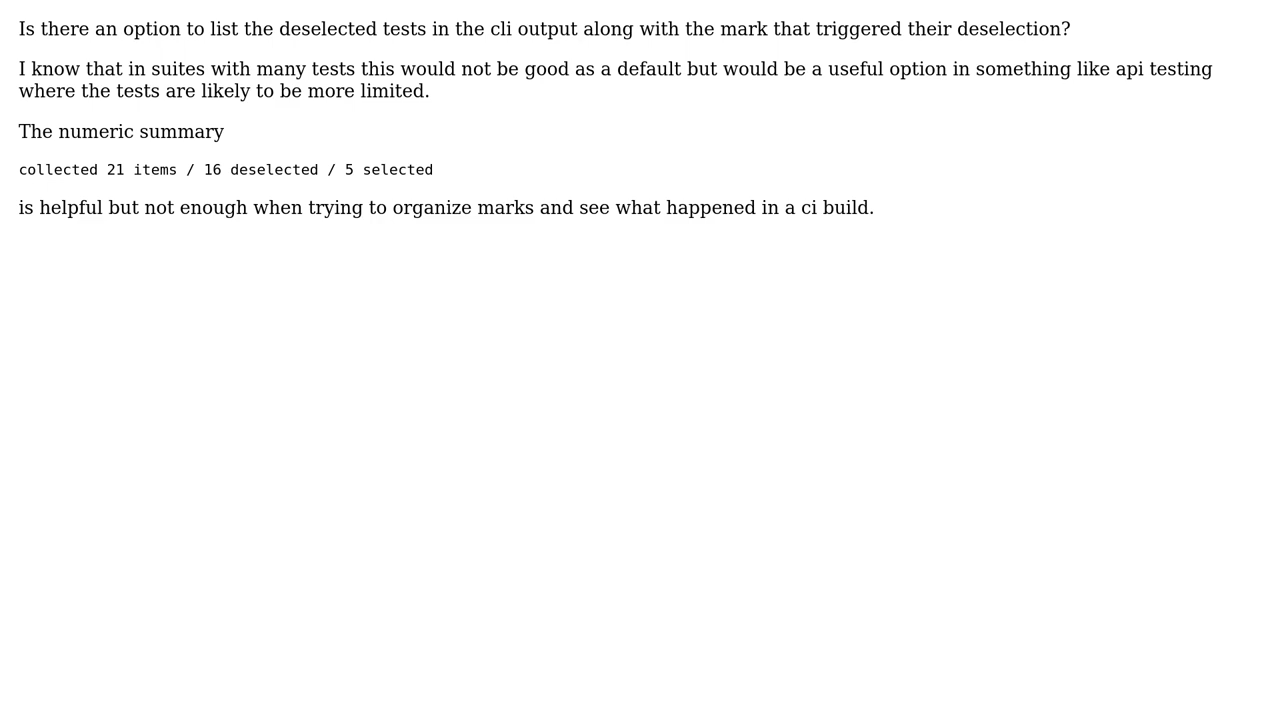 Is there an option to list the deselected tests in the cli output along with the mark that triggered their deselection?
I know that in suites with many tests this would not be good as a default but would be a useful option in something like api testing
where the tests are likely to be more limited.
The numeric summary
collected 21 items / 16 deselected / 5 selected
is helpful but not enough when trying to organize marks and see what happened in a ci build.